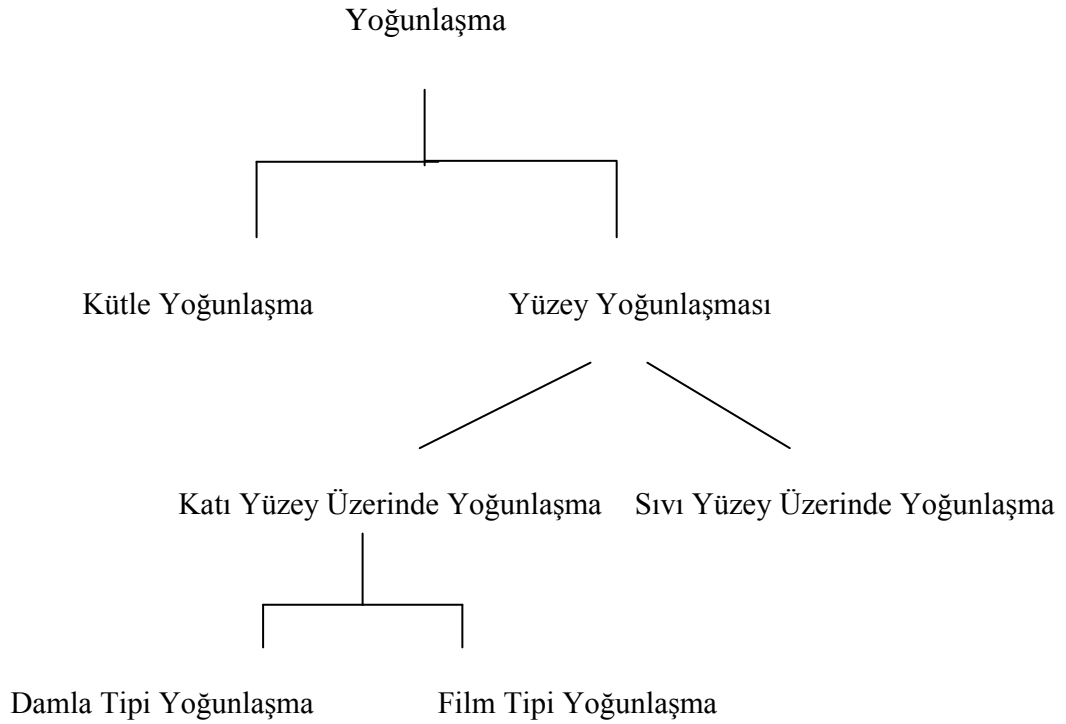 Yoğunlaşma
Kütle Yoğunlaşma Yüzey Yoğunlaşması
Katı Yüzey Üzerinde Yoğunlaşma Sıvı Yüzey Üzerinde Yoğunlaşma
Damla Tipi Yoğunlaşma Film Tipi Yoğunlaşma